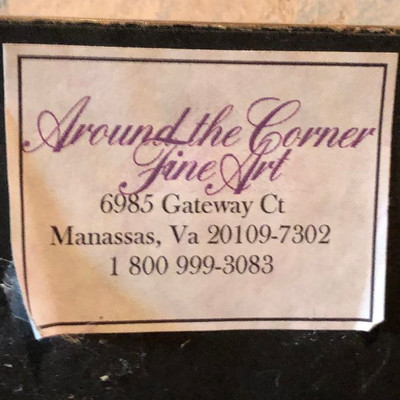 Around the Corner
Fine Art
6985 Gateway Ct
Manassas, Va 20109-7302
1 800 999-3083